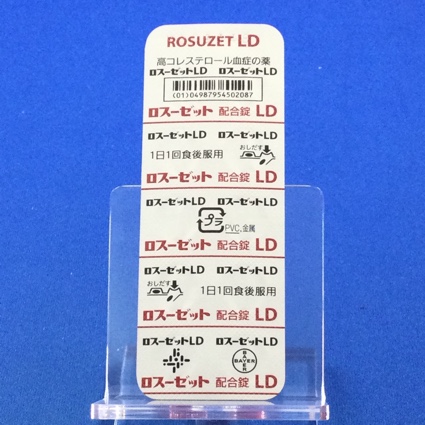 ROSUZET LD
高コレステロール血症の薬
ロスーゼットLD ロスーゼットLD
(01)04987954502087
ロスーゼット 配合錠 LD
ロスーゼットLD ロスーゼットLD
1日1回食後服用 おしだす
ロスーゼット 配合錠 LD
ロスーゼットLD ロスーゼットLD
プラ
PVC、金属
ロスーゼット 配合錠 LD
ロスーゼットLD ロスーゼットLD
おしだす 1日1回食後服用
ロスーゼット 配合錠 LD
ロスーゼットLD ロスーゼットLD
BAYER
BAYER
ロスーゼット 配合錠 LD